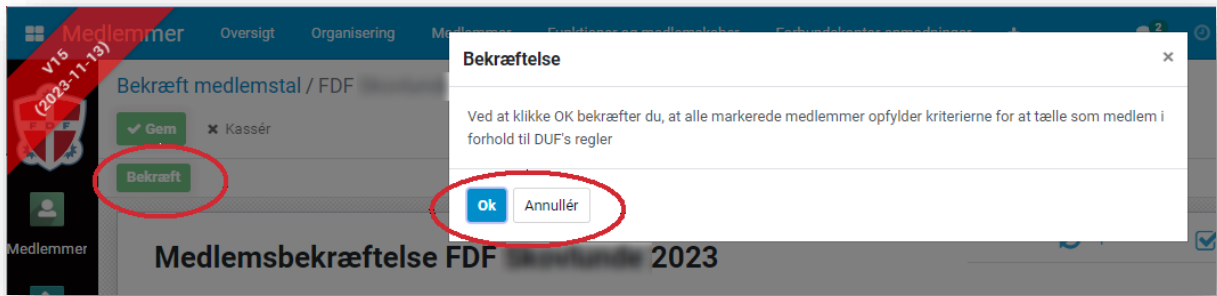 Medlemmer Oversigt Organisering Medlemmer Funktioner og medlemskaber Forbundskontor anmodninger + 2
V15
(2023-11-13)
Bekræft medlemstal / FDF
FDF
Gem Kassér
Bekræft
Bekræftelse ×
Ved at klikke OK bekræfter du, at alle markerede medlemmer opfylder kriterierne for at tælle som medlem i
forhold til DUF's regler
Ok Annullér
Medlemmer
Medlemsbekræftelse FDF 2023